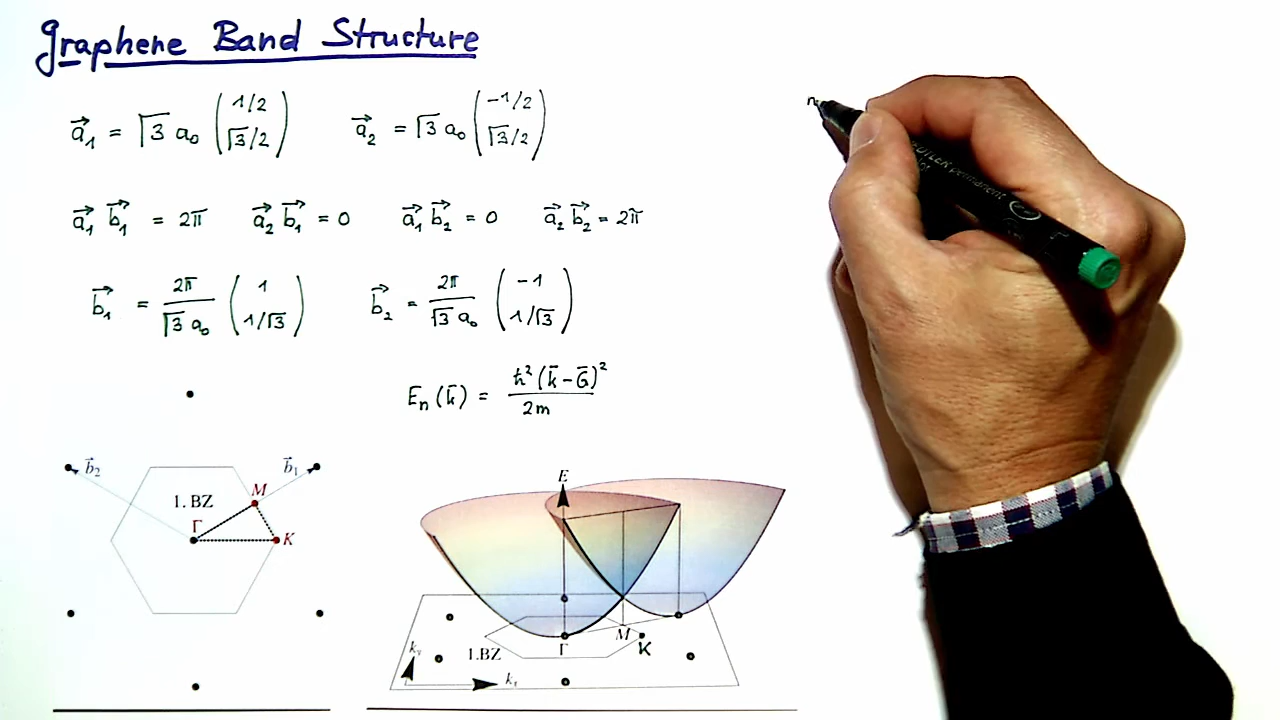 Graphene Band Structure
a⃗₁ = √3 a₀ (1/2 √3/2) a⃗₂ = √3 a₀ (-1/2 √3/2)
a⃗₁ b⃗₁ = 2π a⃗₂ b⃗₁ = 0 a⃗₁ b⃗₂ = 0 a⃗₂ b⃗₂ = 2π
b⃗₁ = 2π/(√3 a₀) (1 1/√3) b⃗₂ = 2π/(√3 a₀) (-1 1/√3)
Eₙ(k̄) = ħ²(k̄-Ḡ)²/2m
b⃗₂ b⃗₁
M
1. BZ
Γ
K
E
M
K
1.BZ Γ
kᵧ
kₓ
permanent